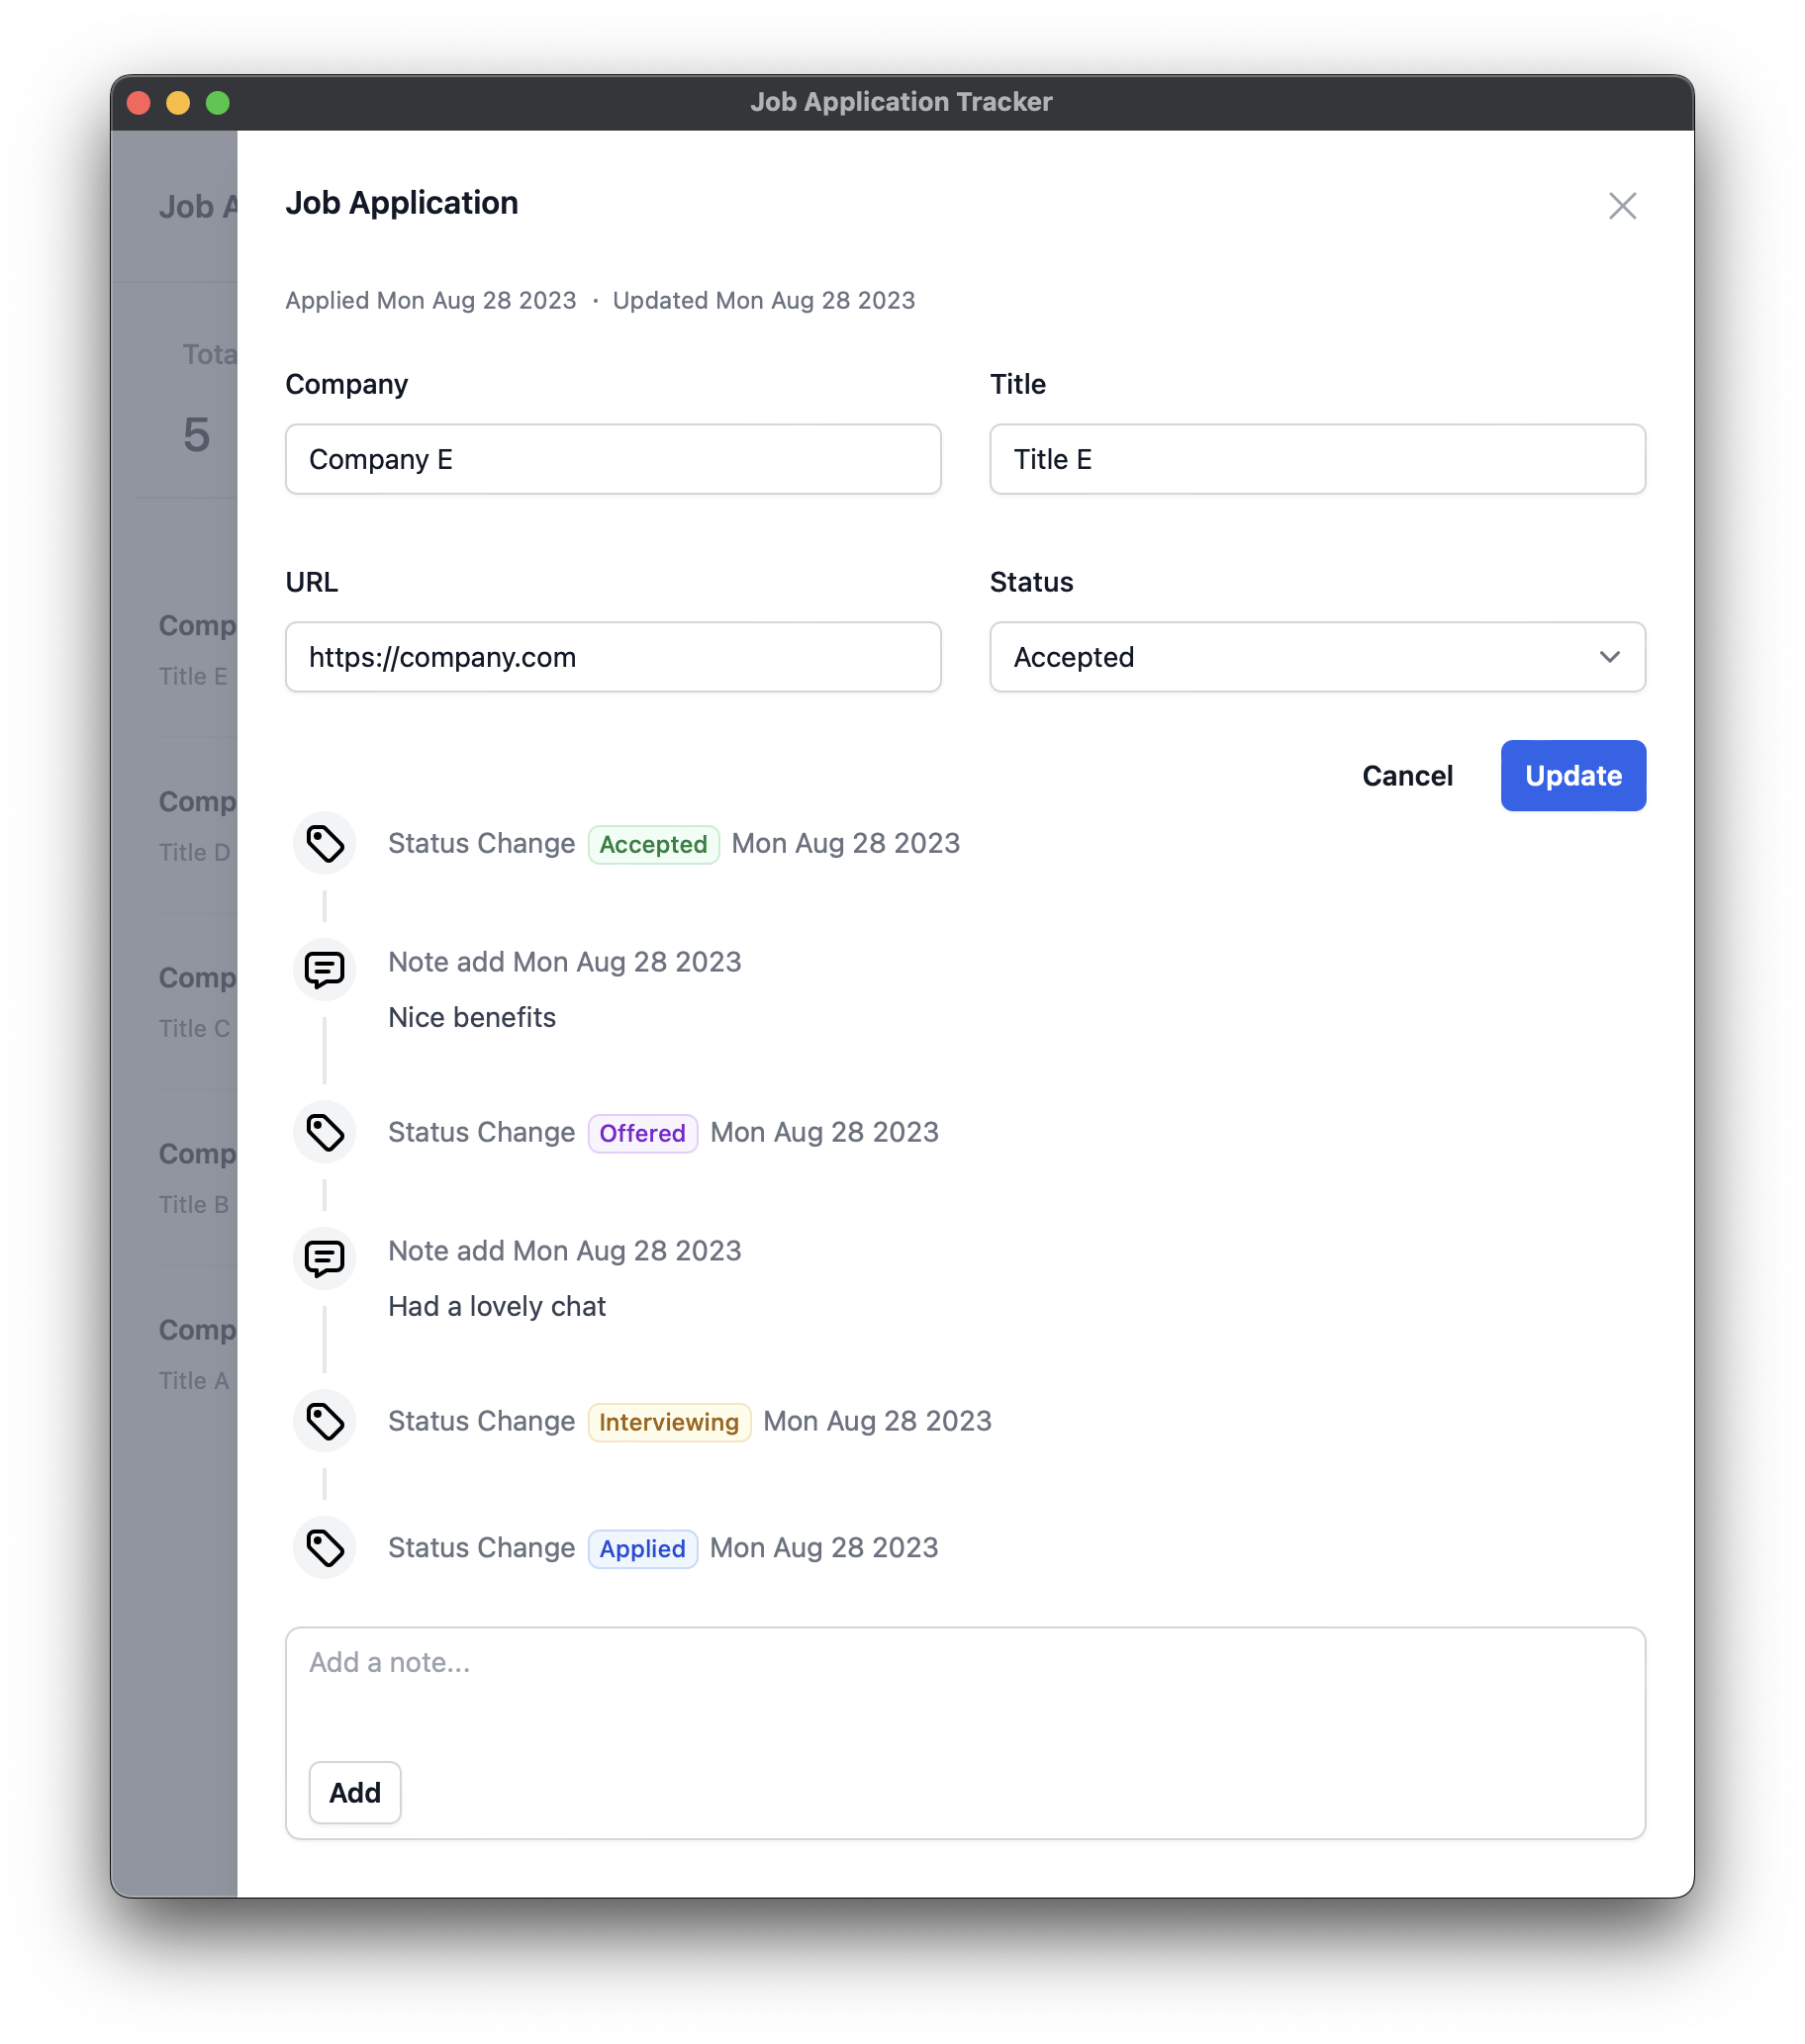 Job Application Tracker
Job A
Tota
5
Comp
Title E
Comp
Title D
Comp
Title C
Comp
Title B
Comp
Title A
Job Application
Applied Mon Aug 28 2023 · Updated Mon Aug 28 2023
Company
Company E
Title
Title E
URL
https://company.com
Status
Accepted
Cancel
Update
Status Change Accepted Mon Aug 28 2023
Note add Mon Aug 28 2023
Nice benefits
Status Change Offered Mon Aug 28 2023
Note add Mon Aug 28 2023
Had a lovely chat
Status Change Interviewing Mon Aug 28 2023
Status Change Applied Mon Aug 28 2023
Add a note...
Add